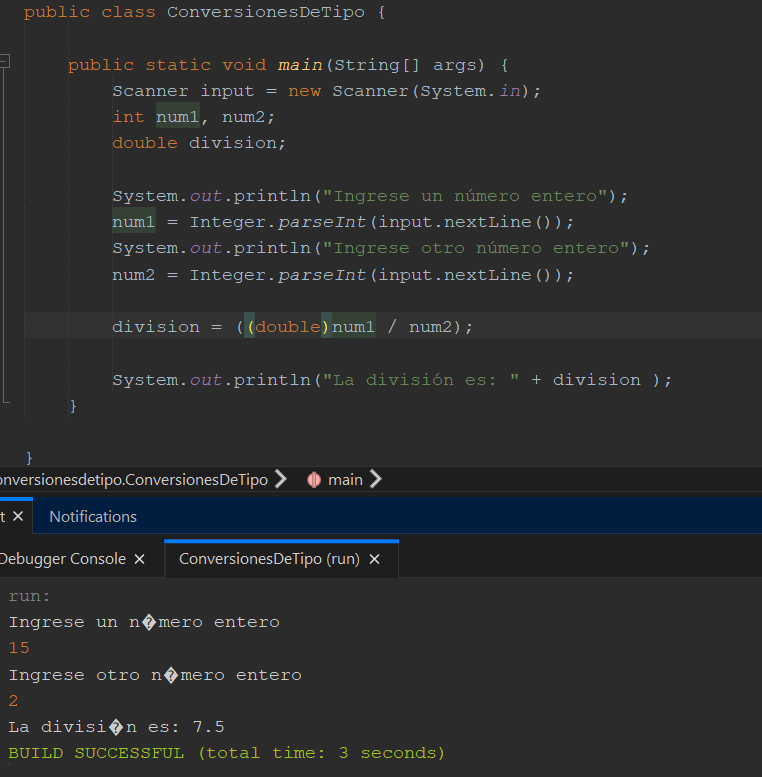 public class ConversionesDeTipo {
public static void main(String[] args) {
Scanner input = new Scanner(System.in);
int num1, num2;
double division;
System.out.println("Ingrese un número entero");
num1 = Integer.parseInt(input.nextLine());
System.out.println("Ingrese otro número entero");
num2 = Integer.parseInt(input.nextLine());
division = ((double)num1 / num2);
System.out.println("La división es: " + division );
}
}
onversionesdetipo.ConversionesDeTipo main
t Notifications
Debugger Console ConversionesDeTipo (run)
run:
Ingrese un n�mero entero
15
Ingrese otro n�mero entero
2
La divisi�n es: 7.5
BUILD SUCCESSFUL (total time: 3 seconds)